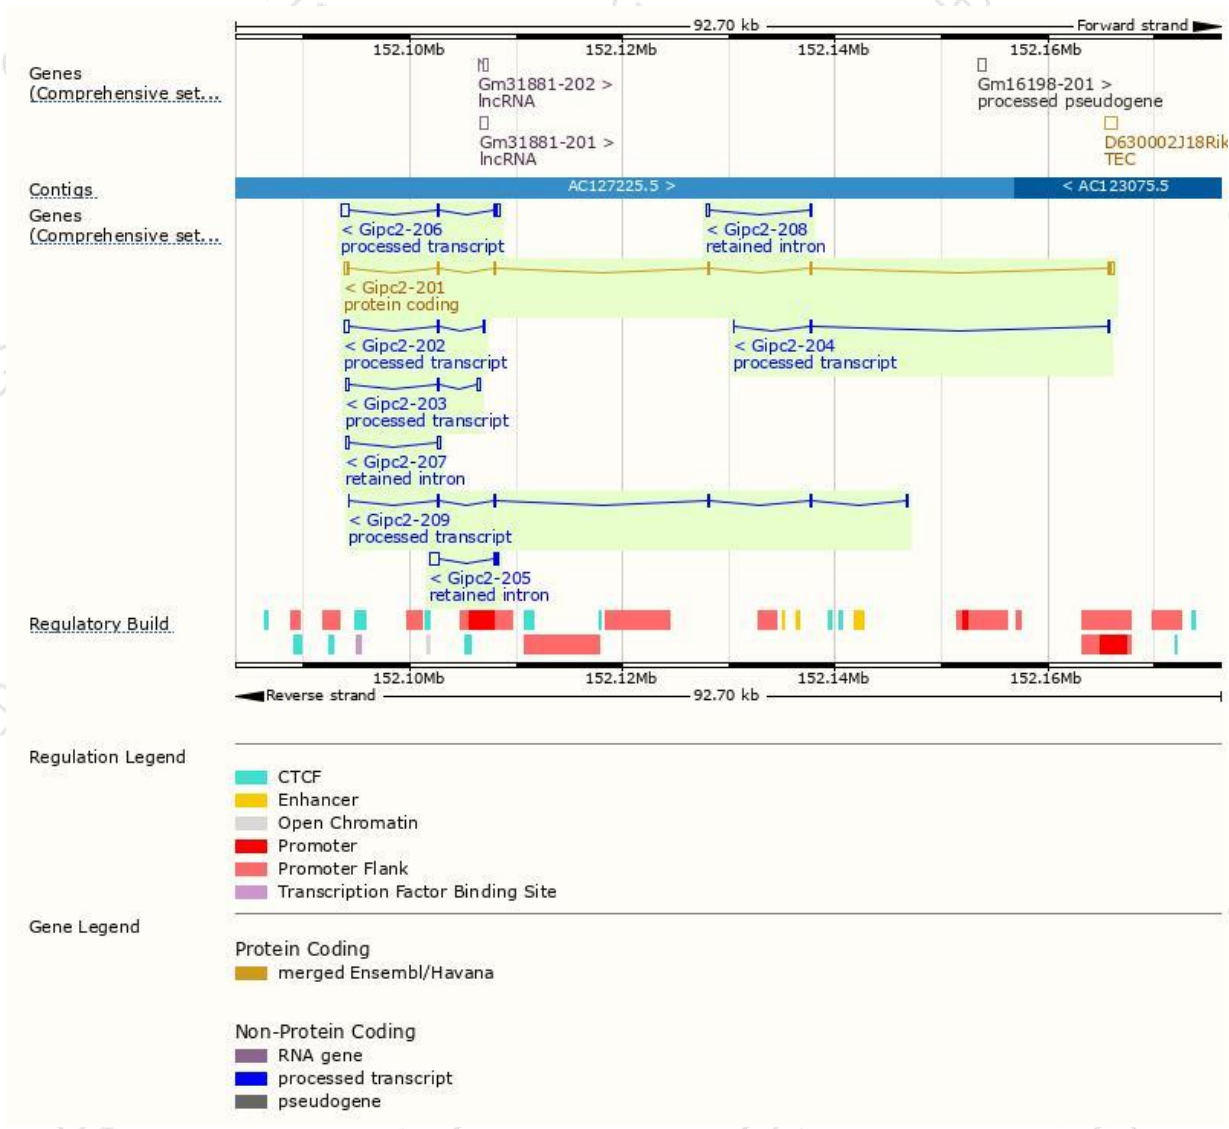 92.70 kb Forward strand
152.10Mb 152.12Mb 152.14Mb 152.16Mb
Genes
(Comprehensive set...
Gm31881-202 >
lncRNA
Gm16198-201 >
processed pseudogene
Gm31881-201 >
lncRNA
D630002J18Rik
TEC
Contigs
AC127225.5 > < AC123075.5
Genes
(Comprehensive set...
< Gipc2-206
processed transcript
< Gipc2-208
retained intron
< Gipc2-201
protein coding
< Gipc2-202
processed transcript
< Gipc2-204
processed transcript
< Gipc2-203
processed transcript
< Gipc2-207
retained intron
< Gipc2-209
processed transcript
< Gipc2-205
retained intron
Regulatory Build
152.10Mb 152.12Mb 152.14Mb 152.16Mb
Reverse strand 92.70 kb
Regulation Legend
CTCF
Enhancer
Open Chromatin
Promoter
Promoter Flank
Transcription Factor Binding Site
Gene Legend
Protein Coding
merged Ensembl/Havana
Non-Protein Coding
RNA gene
processed transcript
pseudogene